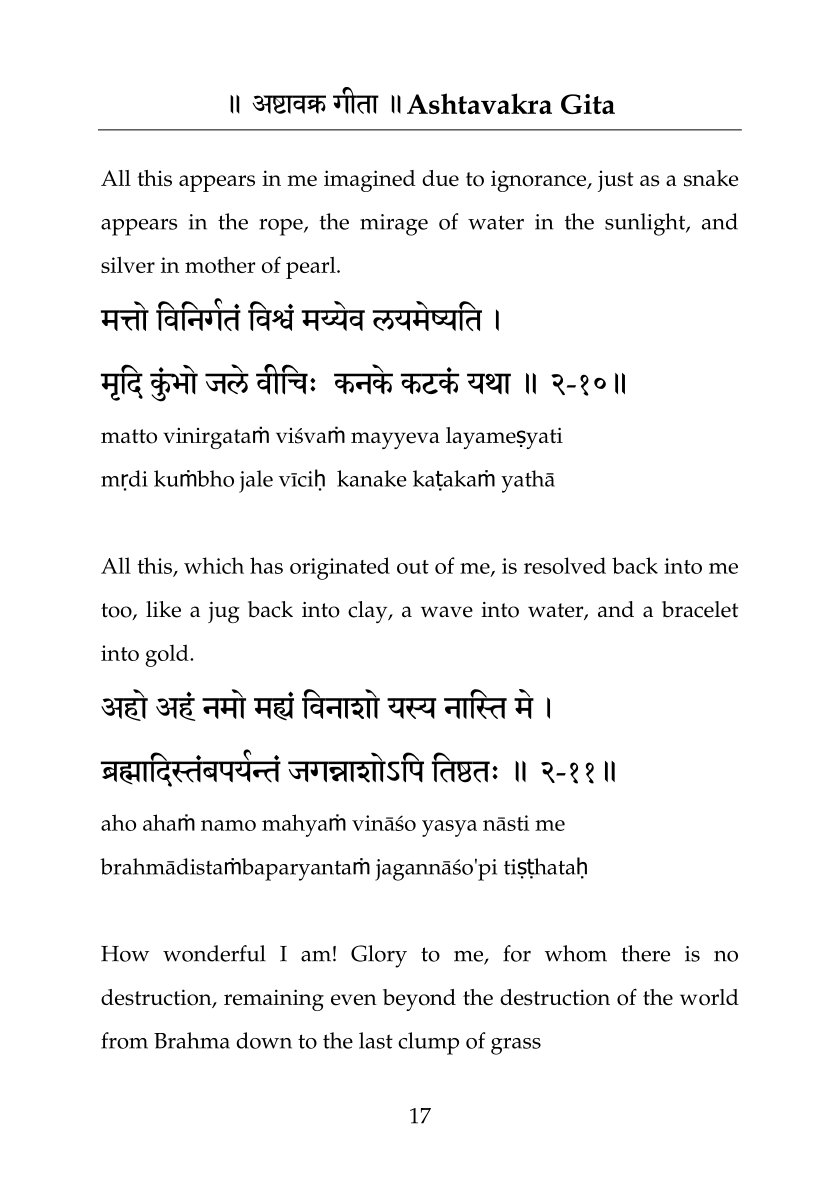 ॥ अष्टावक्र गीता ॥ Ashtavakra Gita
All this appears in me imagined due to ignorance, just as a snake
appears in the rope, the mirage of water in the sunlight, and
silver in mother of pearl.
मत्तो विनिर्गतं विश्वं मय्येव लयमेष्यति ।
मृदि कुंभो जले वीचिः कनके कटकं यथा ॥ २-१०॥
matto vinirgataṁ viśvaṁ mayyeva layameṣyati
mṛdi kuṁbho jale vīciḥ kanake kaṭakaṁ yathā
All this, which has originated out of me, is resolved back into me
too, like a jug back into clay, a wave into water, and a bracelet
into gold.
अहो अहं नमो मह्यं विनाशो यस्य नास्ति मे ।
ब्रह्मादिस्तंबपर्यन्तं जगन्नाशोऽपि तिष्ठतः ॥ २-११॥
aho ahaṁ namo mahyaṁ vināśo yasya nāsti me
brahmādistaṁbaparyantaṁ jagannāśo'pi tiṣṭhataḥ
How wonderful I am! Glory to me, for whom there is no
destruction, remaining even beyond the destruction of the world
from Brahma down to the last clump of grass
17